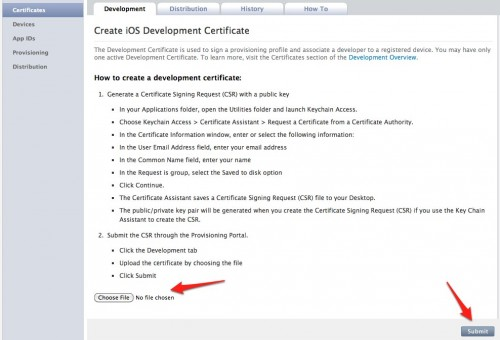 Certificates
Devices
App IDs
Provisioning
Distribution
Development
Distribution
History
How To
Create iOS Development Certificate
The Development Certificate is used to sign a provisioning profile and associate a developer to a registered device. You may have only
one active Development Certificate. To learn more, visit the Certificates section of the Development Overview.
How to create a development certificate:
1. Generate a Certificate Signing Request (CSR) with a public key
• In your Applications folder, open the Utilities folder and launch Keychain Access.
• Choose Keychain Access > Certificate Assistant > Request a Certificate from a Certificate Authority.
• In the Certificate Information window, enter or select the following information:
• In the User Email Address field, enter your email address
• In the Common Name field, enter your name
• In the Request is group, select the Saved to disk option
• Click Continue.
• The Certificate Assistant saves a Certificate Signing Request (CSR) file to your Desktop.
• The public/private key pair will be generated when you create the Certificate Signing Request (CSR) if you use the Key Chain
Assistant to create the CSR.
2. Submit the CSR through the Provisioning Portal.
• Click the Development tab
• Upload the certificate by choosing the file
• Click Submit
Choose File No file chosen
Submit